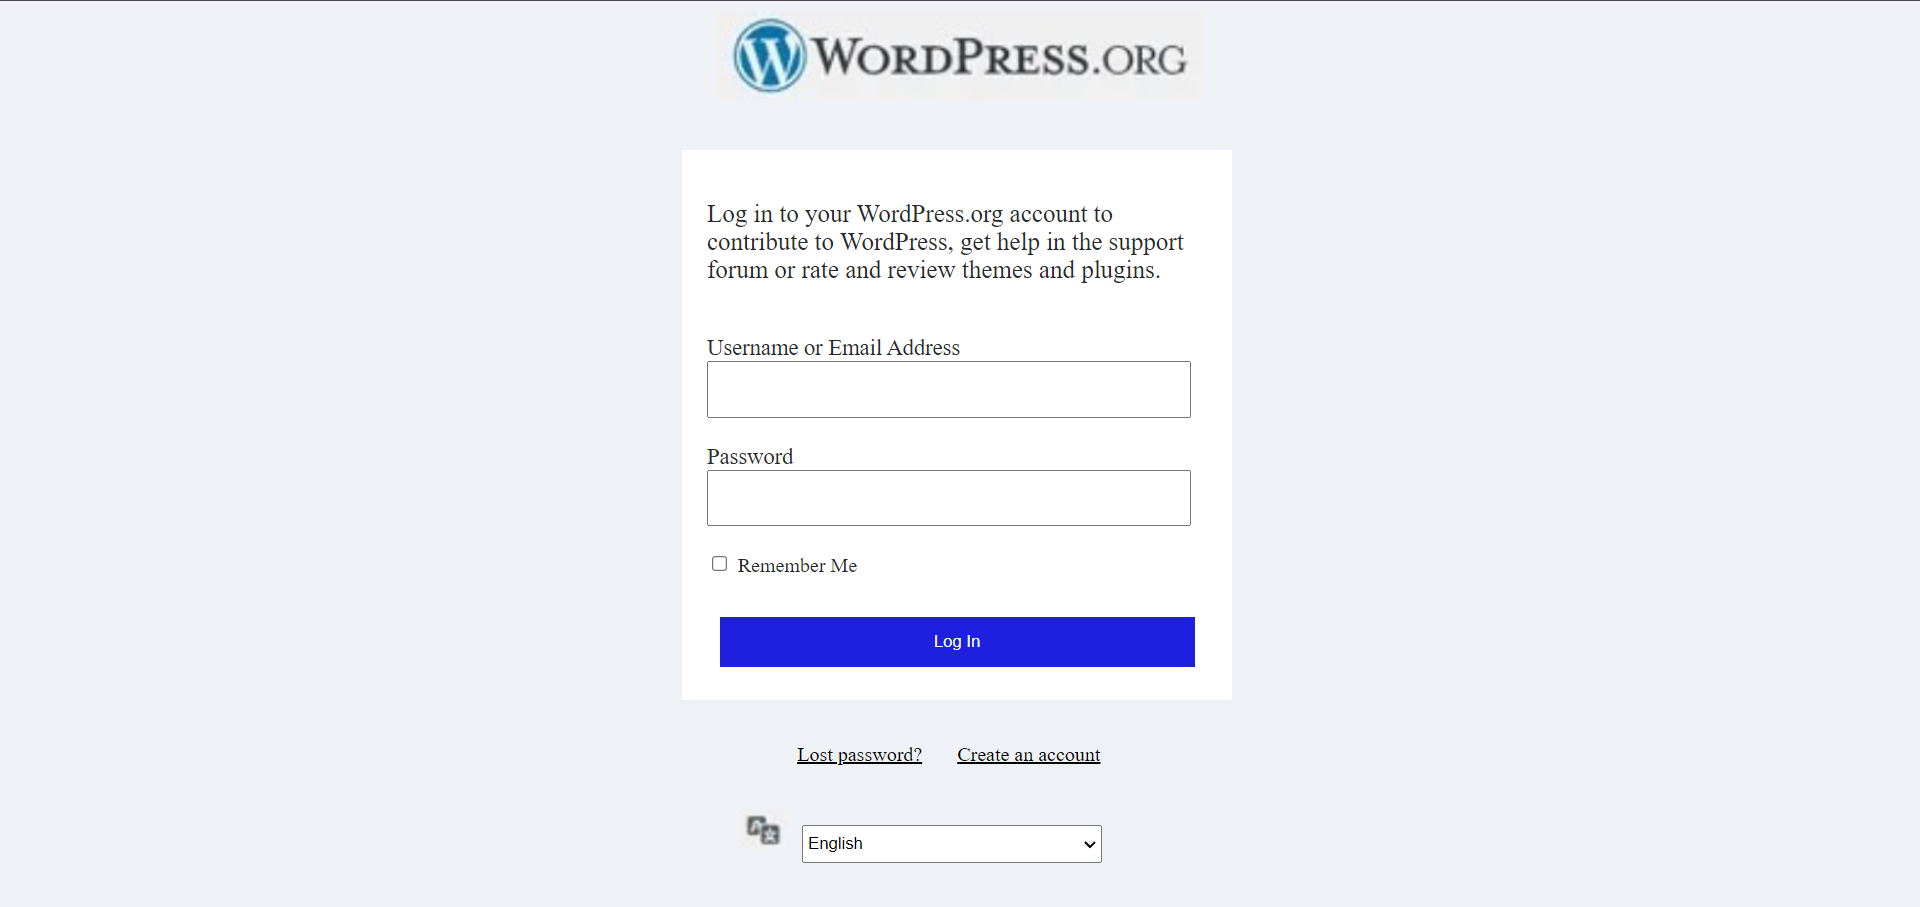 WORDPRESS.ORG
Log in to your WordPress.org account to
contribute to WordPress, get help in the support
forum or rate and review themes and plugins.
Username or Email Address
Password
Remember Me
Log In
Lost password? Create an account
English